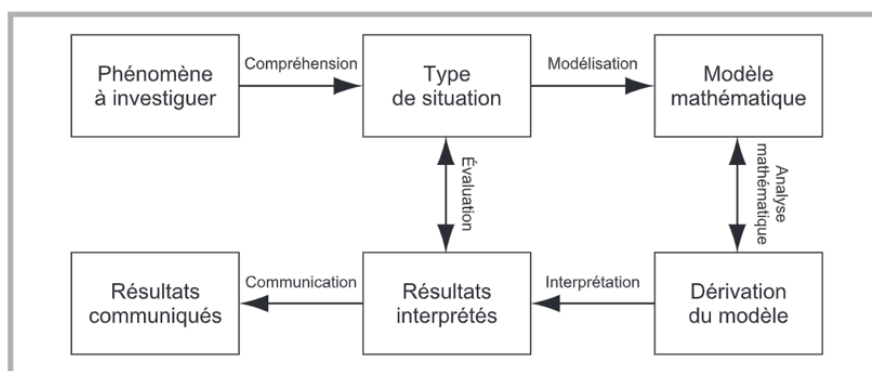 Phénomène
à investiguer
Compréhension
Type
de situation
Modélisation
Modèle
mathématique
Évaluation
Analyse
mathématique
Résultats
communiqués
Communication
Résultats
interprétés
Interprétation
Dérivation
du modèle